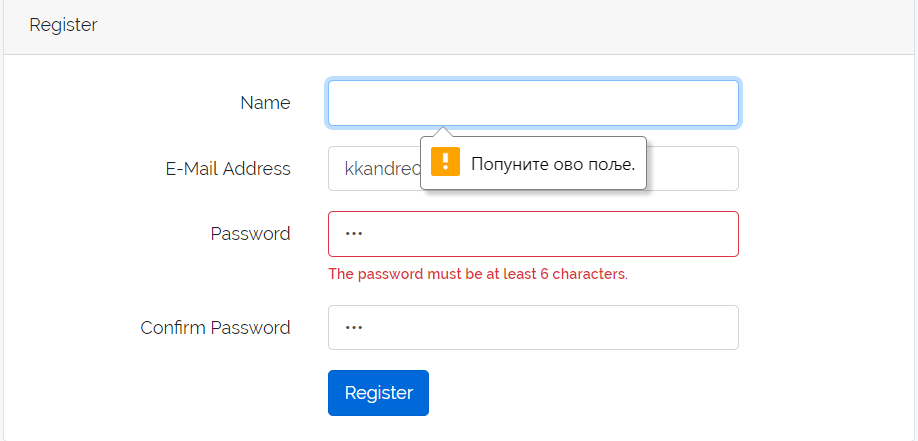 Register
Name
Попуните ово поље.
E-Mail Address
Password
•••
The password must be at least 6 characters.
Confirm Password
•••
Register